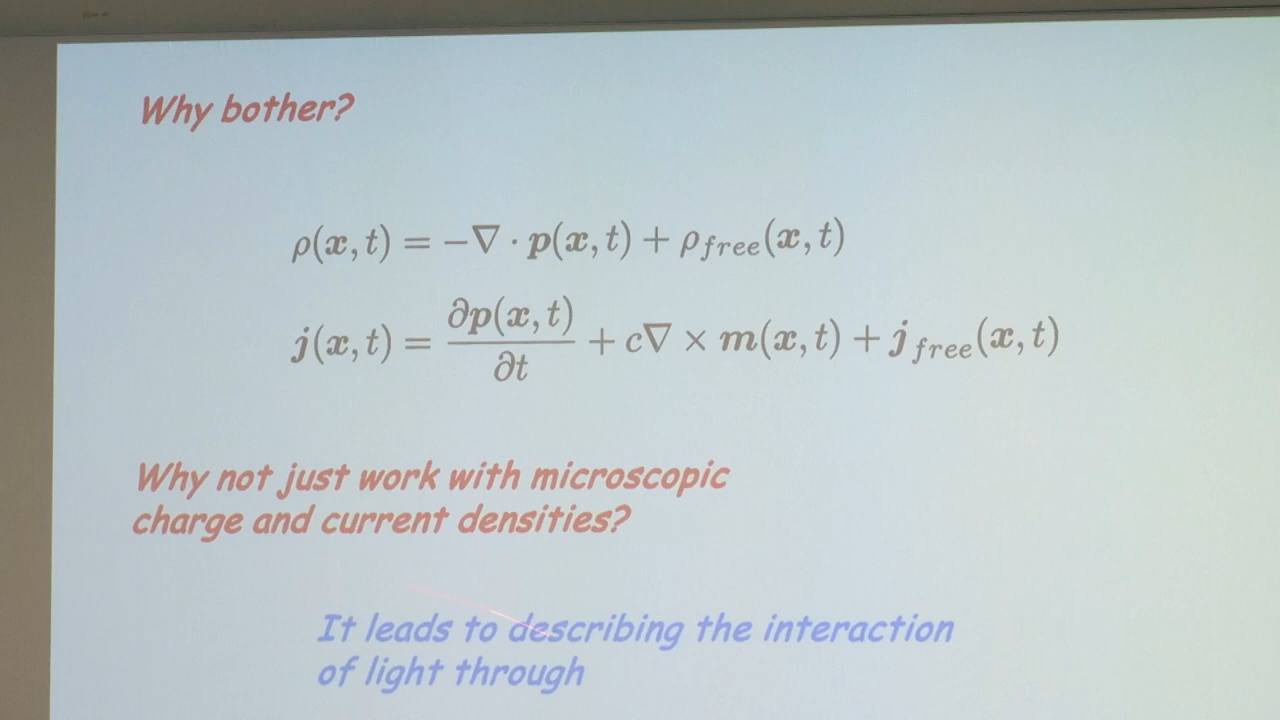 Why bother?
ρ(x, t) = −∇ · p(x, t) + ρ_free(x, t)
j(x, t) = ∂p(x, t)/∂t + c∇ × m(x, t) + j_free(x, t)
Why not just work with microscopic
charge and current densities?
It leads to describing the interaction
of light through